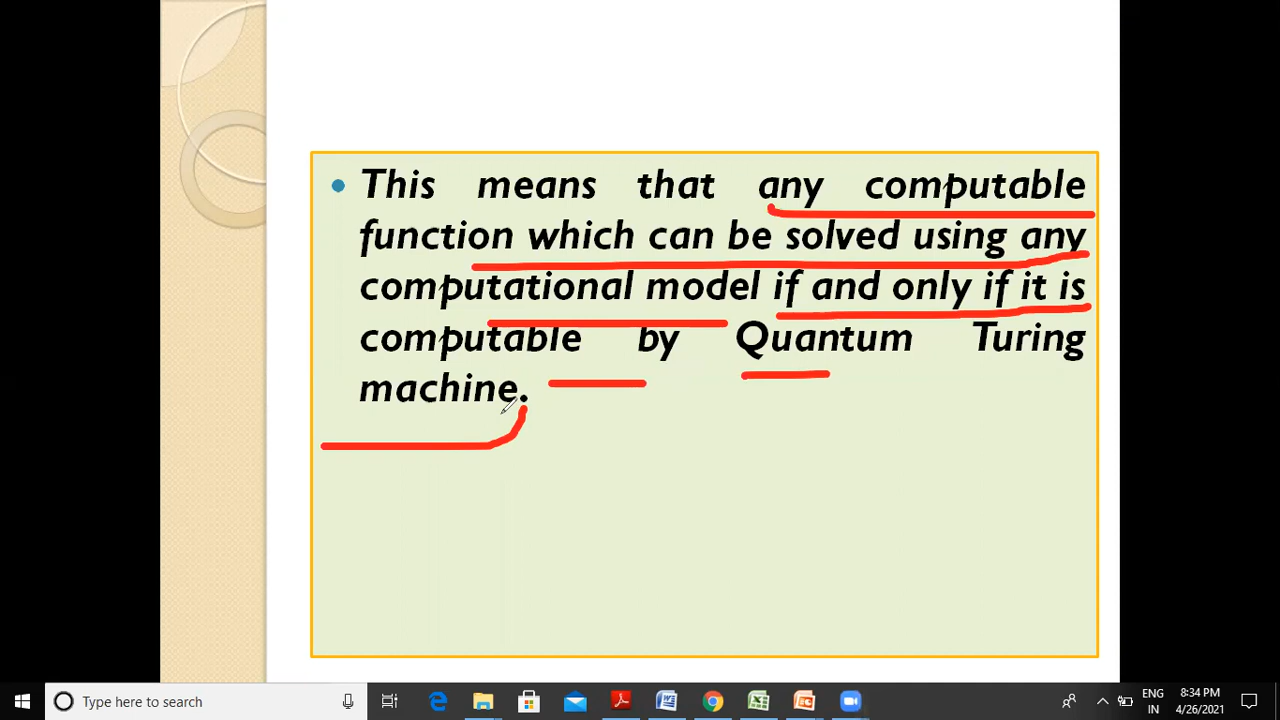 This means that any computable
function which can be solved using any
computational model if and only if it is
computable by Quantum Turing
machine.
Type here to search
ENG
IN
8:34 PM
4/26/2021